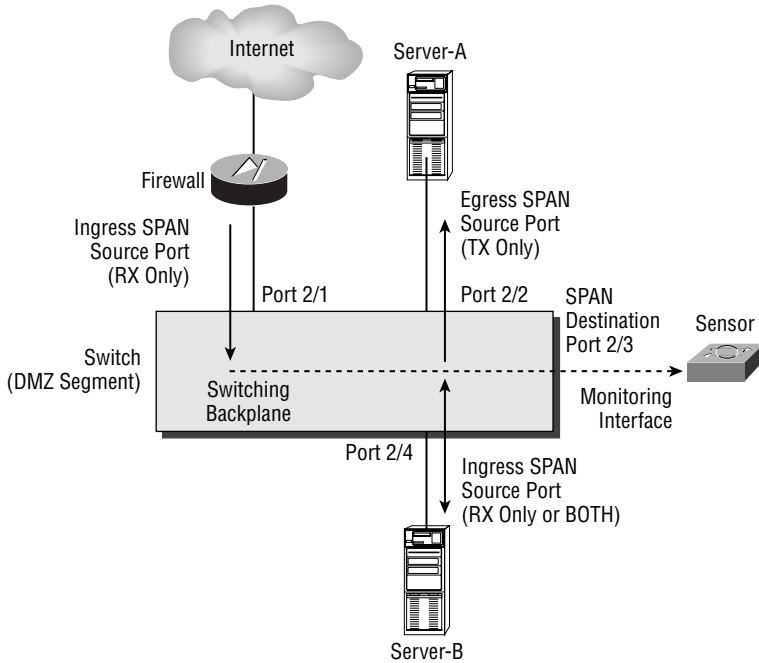 Internet
Server-A
Firewall
Ingress SPAN
Source Port
(RX Only)
Egress SPAN
Source Port
(TX Only)
Port 2/1
Port 2/2
SPAN
Destination
Port 2/3
Sensor
Switch
(DMZ Segment)
Switching
Backplane
Monitoring
Interface
Port 2/4
Ingress SPAN
Source Port
(RX Only or BOTH)
Server-B